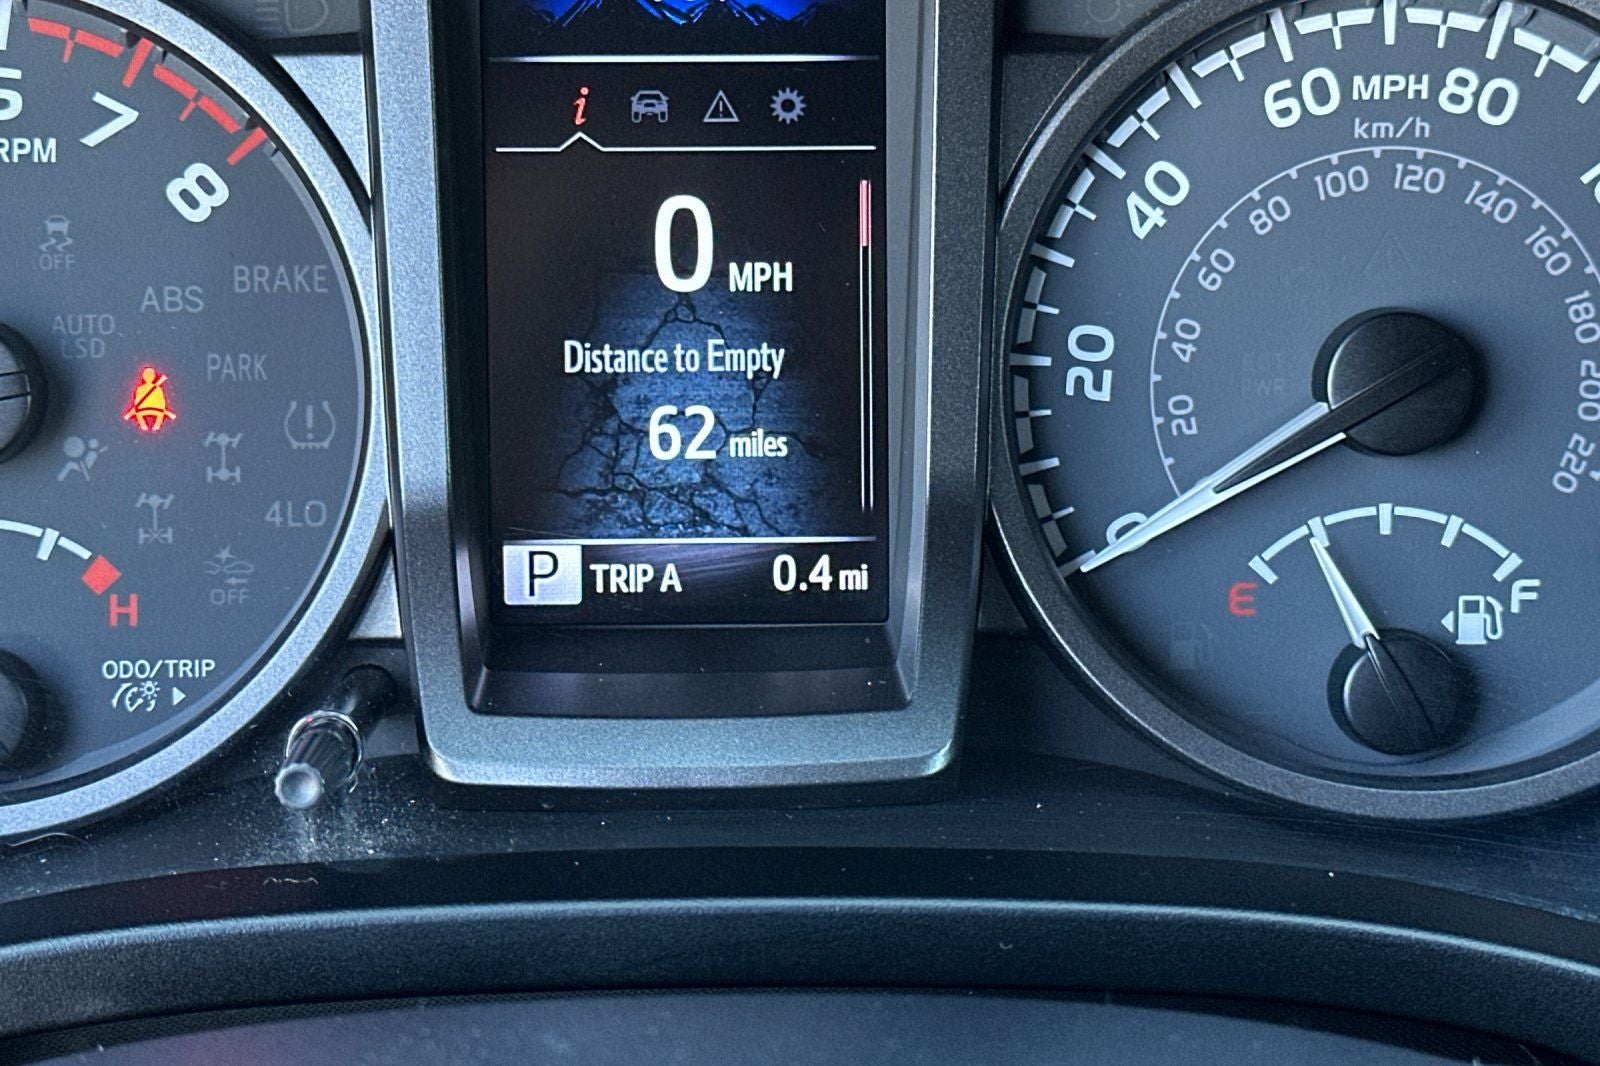 7
8
RPM
OFF
ABS
BRAKE
AUTO
LSD
PARK
4LO
OFF
H
ODO/TRIP
i
0 MPH
Distance to Empty
62 miles
P TRIP A 0.4 mi
0
20
40
60
MPH
80
km/h
20
40
60
80
100
120
140
160
180
200
220
E
F